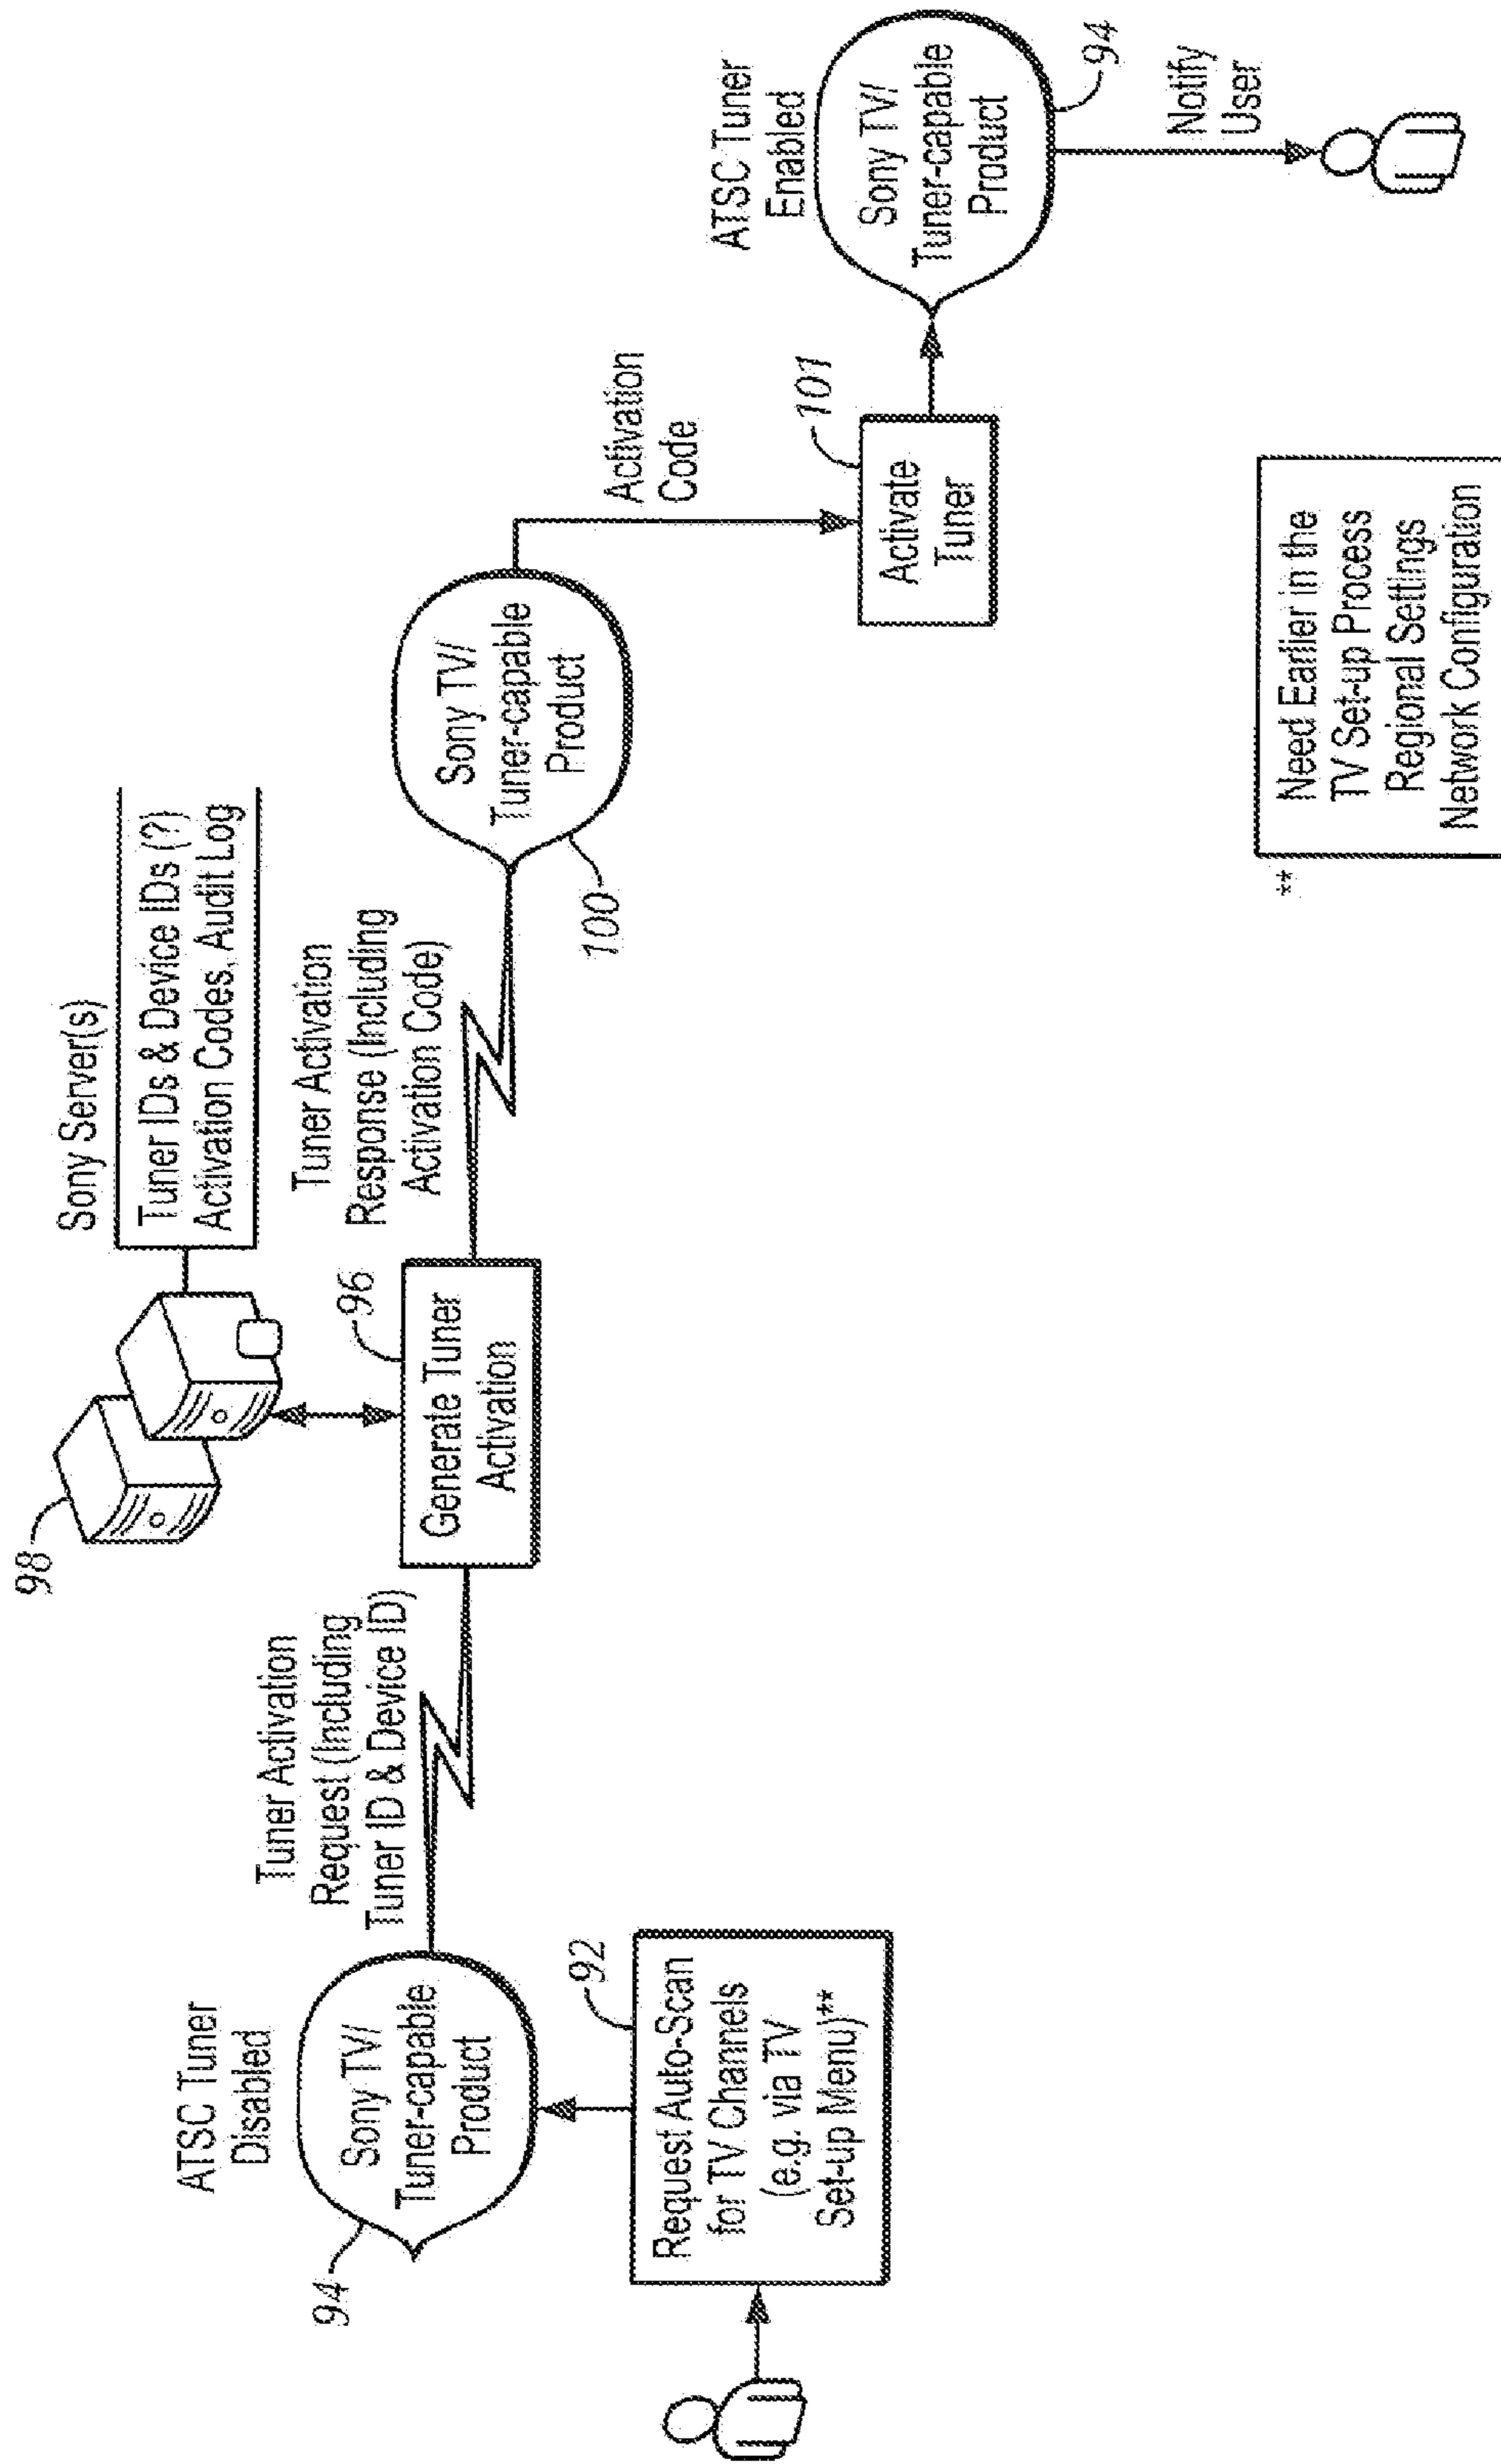 ATSC Tuner
Disabled
94
Sony TV/
Tuner-capable
Product
92
Request Auto-Scan
for TV Channels
(e.g. via TV
Set-up Menu)**
Tuner Activation
Request (Including
Tuner ID & Device ID)
98
Sony Server(s)
Tuner IDs & Device IDs (?)
Activation Codes, Audit Log
96
Generate Tuner
Activation
Tuner Activation
Response (Including
Activation Code)
Sony TV/
Tuner-capable
Product
100
Activation
Code
101
Activate
Tuner
ATSC Tuner
Enabled
Sony TV/
Tuner-capable
Product
94
Notify
User
**
Need Earlier in the
TV Set-up Process
Regional Settings
Network Configuration